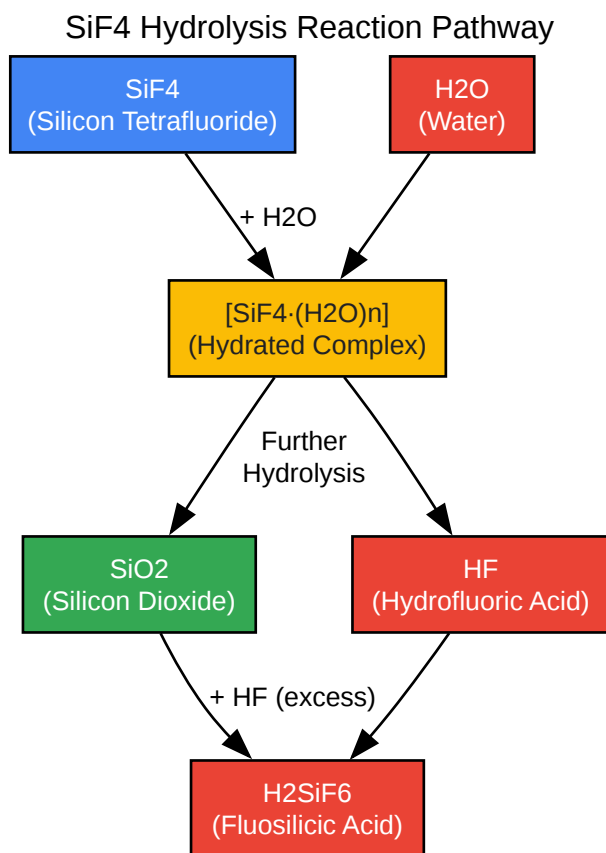 SiF4 Hydrolysis Reaction Pathway
SiF4
(Silicon Tetrafluoride)
H2O
(Water)
+ H2O
[SiF4·(H2O)n]
(Hydrated Complex)
Further
Hydrolysis
SiO2
(Silicon Dioxide)
HF
(Hydrofluoric Acid)
+ HF (excess)
H2SiF6
(Fluosilicic Acid)